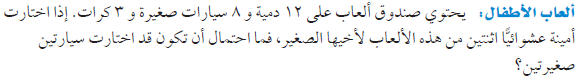 ألعاب الأطفال: يحتوي صندوق ألعاب على ١٢ دمية و ٨ سيارات صغيرة و ٣ كرات. إذا اختارت
أمينة عشوائيًّا اثنتين من هذه الألعاب لأخيها الصغير، فما احتمال أن تكون قد اختارت سيارتين
صغيرتين؟